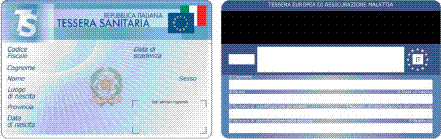 TS
REPUBBLICA ITALIANA
TESSERA SANITARIA
Codice
Fiscale
Data di
scadenza
Cognome
Nome
Sesso
Luogo
di nascita
Provincia
Data
di nascita
TESSERA EUROPEA DI ASSICURAZIONE MALATTIA
IT